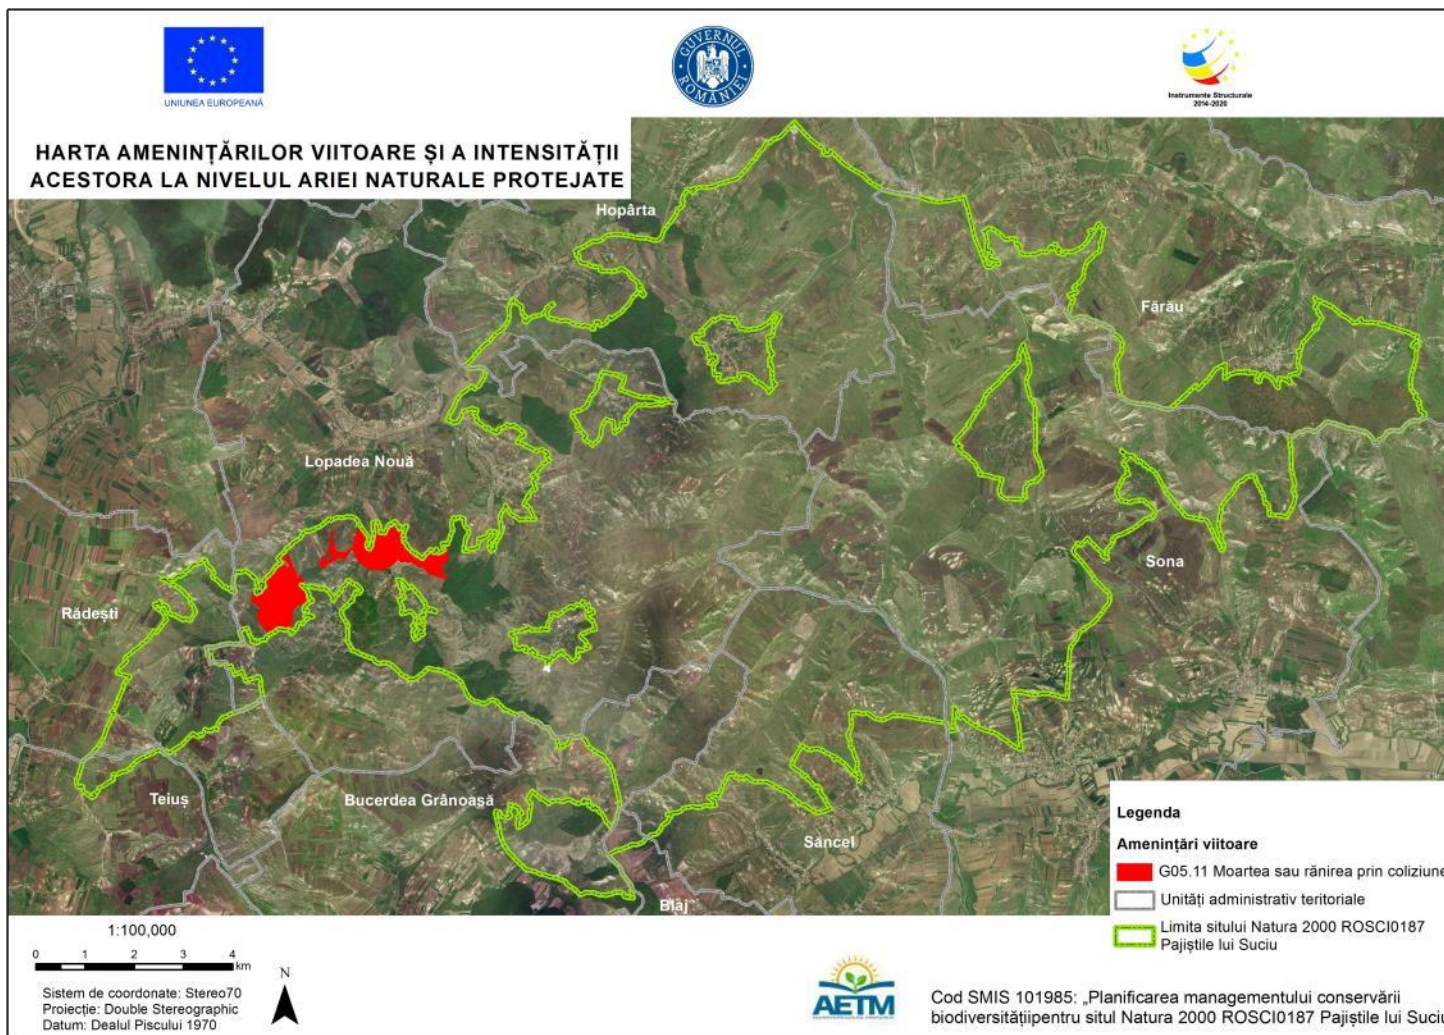 UNIUNEA EUROPEANĂ
GUVERNUL ROMÂNIEI
Instrumente Structurale
2014-2020
HARTA AMENINȚĂRILOR VIITOARE ȘI A INTENSITĂȚII
ACESTORA LA NIVELUL ARIEI NATURALE PROTEJATE
Hopârta
Fărău
Lopadea Nouă
Sona
Rădești
Teiuș
Bucerdea Grânoasă
Sâncel
Blaj
Legenda
Amenințări viitoare
G05.11 Moartea sau rănirea prin coliziune
Unități administrativ teritoriale
Limita sitului Natura 2000 ROSCI0187
Pajiștile lui Suciu
1:100,000
0 1 2 3 4
km
N
Sistem de coordonate: Stereo70
Proiecție: Double Stereographic
Datum: Dealul Piscului 1970
AETM
Cod SMIS 101985: „Planificarea managementului conservării
biodiversitățiipentru situl Natura 2000 ROSCI0187 Pajiștile lui Suciu